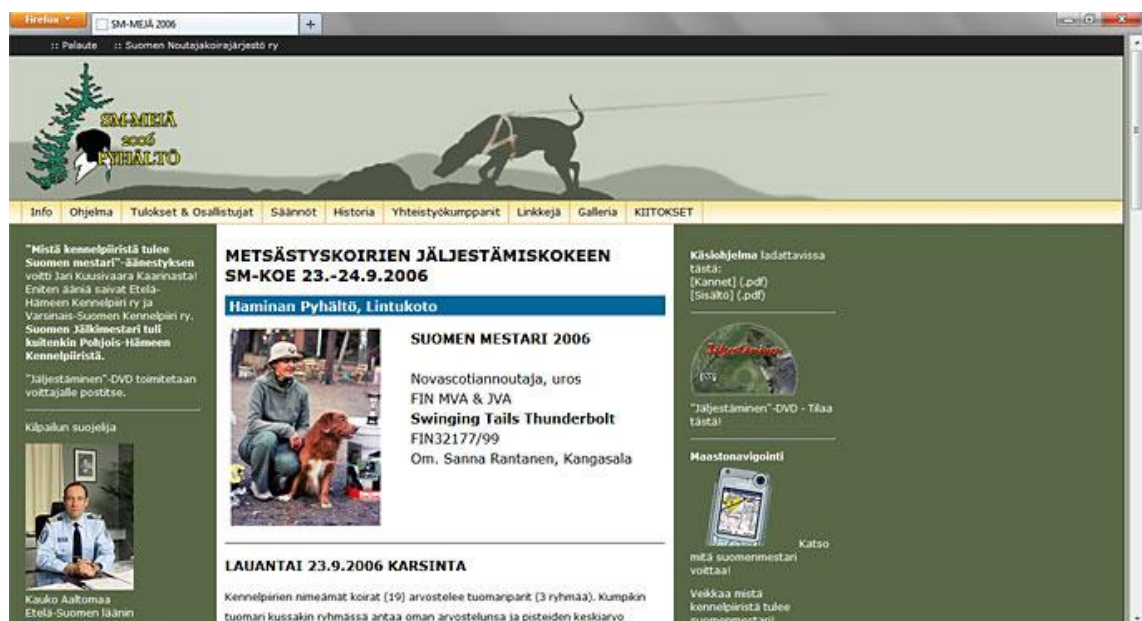 Firefox
SM-MEJÄ 2006
:: Palaute :: Suomen Noutajakoirajärjestö ry
SM-MEJÄ
2006
PYHÄLTÖ
Info Ohjelma Tulokset & Osallistujat Säännöt Historia Yhteistyökumppanit Linkkejä Galleria KIITOKSET
"Mistä kennelpiiristä tulee
Suomen mestari"-äänestyksen
voitti Jari Kuusivaara Kaarinasta!
Eniten ääniä saivat Etelä-
Hämeen Kennelpiiri ry ja
Varsinais-Suomen Kennelpiiri ry.
Suomen Jälkimestari tuli
kuitenkin Pohjois-Hämeen
Kennelpiiristä.
"Jäljestäminen"-DVD toimitetaan
voittajalle postitse.
Kilpailun suojelija
Kauko Aaltomaa
Etelä-Suomen läänin
METSÄSTYSKOIRIEN JÄLJESTÄMISKOKEEN
SM-KOE 23.-24.9.2006
Haminan Pyhältö, Lintukoto
SUOMEN MESTARI 2006
Novascotiannoutaja, uros
FIN MVA & JVA
Swinging Tails Thunderbolt
FIN32177/99
Om. Sanna Rantanen, Kangasala
LAUANTAI 23.9.2006 KARSINTA
Kennelpiirien nimeämät koirat (19) arvostelee tuomariparit (3 ryhmää). Kumpikin
tuomari kussakin ryhmässä antaa oman arvostelunsa ja pisteiden keskiarvo
Käsiohjelma ladattavissa
tästä:
[Kannet] (.pdf)
[Sisältö] (.pdf)
Jäljestäminen
"Jäljestäminen"-DVD - Tilaa
tästä!
Maastonavigointi
Katso
mitä suomenmestari
voittaa!
Veikkaa mistä
kennelpiiristä tulee
suomenmestari!